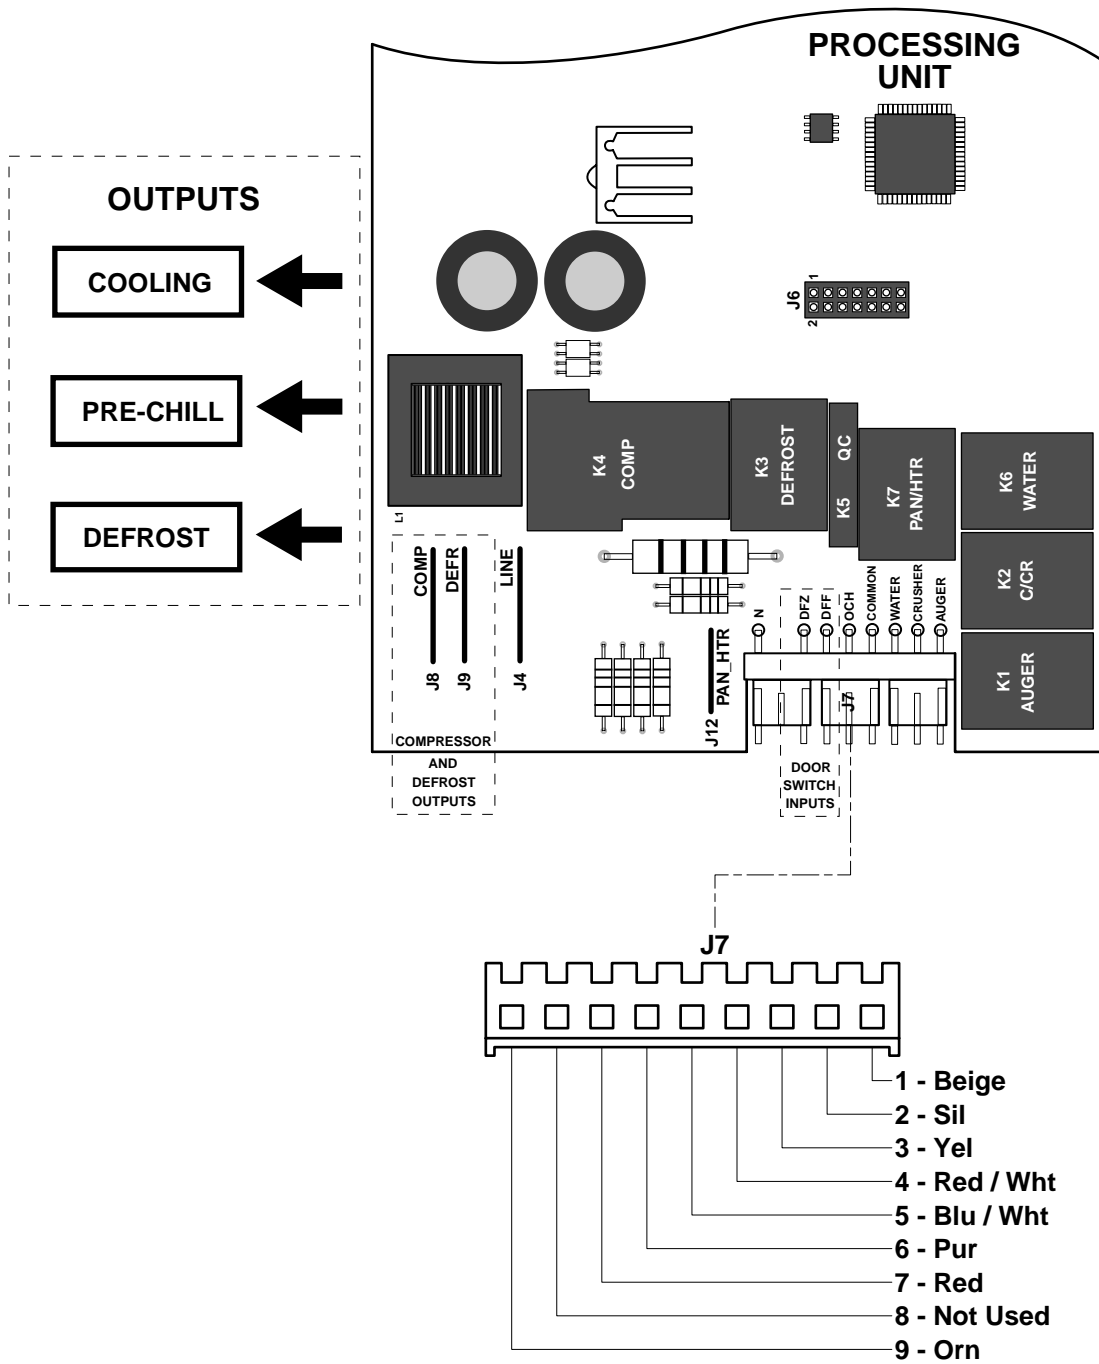 PROCESSING
UNIT
OUTPUTS
COOLING
PRE-CHILL
DEFROST
1
J6
2
L1
K4
COMP
K3
DEFROST
K5 QC
K7
PAN/HTR
K6
WATER
K2
C/CR
K1
AUGER
COMP
J8
DEFR
J9
LINE
J4
PAN_HTR
J12
N
DFZ
DFF
OCH
COMMON
WATER
CRUSHER
AUGER
J7
COMPRESSOR
AND
DEFROST
OUTPUTS
DOOR
SWITCH
INPUTS
J7
1 - Beige
2 - Sil
3 - Yel
4 - Red / Wht
5 - Blu / Wht
6 - Pur
7 - Red
8 - Not Used
9 - Orn